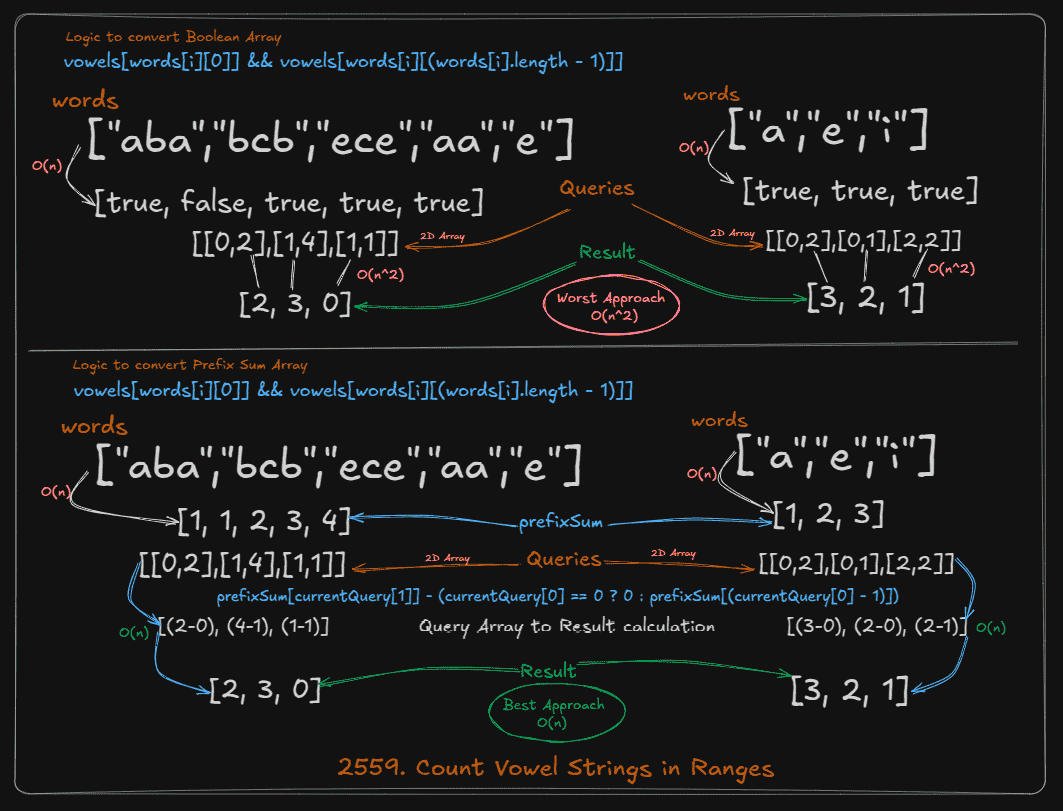 Logic to convert Boolean Array
vowels[words[i][0]] && vowels[words[i][(words[i].length - 1)]]
words
["aba","bcb","ece","aa","e"]
O(n)
[true, false, true, true, true]
words
["a","e","i"]
O(n)
[true, true, true]
Queries
[[0,2],[1,4],[1,1]]
2D Array
2D Array
[[0,2],[0,1],[2,2]]
Result
O(n^2)
O(n^2)
[2, 3, 0]
Worst Approach
O(n^2)
[3, 2, 1]
Logic to convert Prefix Sum Array
vowels[words[i][0]] && vowels[words[i][(words[i].length - 1)]]
words
["aba","bcb","ece","aa","e"]
O(n)
words
["a","e","i"]
O(n)
[1, 1, 2, 3, 4]
prefixSum
[1, 2, 3]
[[0,2],[1,4],[1,1]]
2D Array
Queries
2D Array
[[0,2],[0,1],[2,2]]
prefixSum[currentQuery[1]] - (currentQuery[0] == 0 ? 0 : prefixSum[(currentQuery[0] - 1)])
O(n)
[(2-0), (4-1), (1-1)]
Query Array to Result calculation
[(3-0), (2-0), (2-1)]
O(n)
Result
[2, 3, 0]
[3, 2, 1]
Best Approach
O(n)
2559. Count Vowel Strings in Ranges